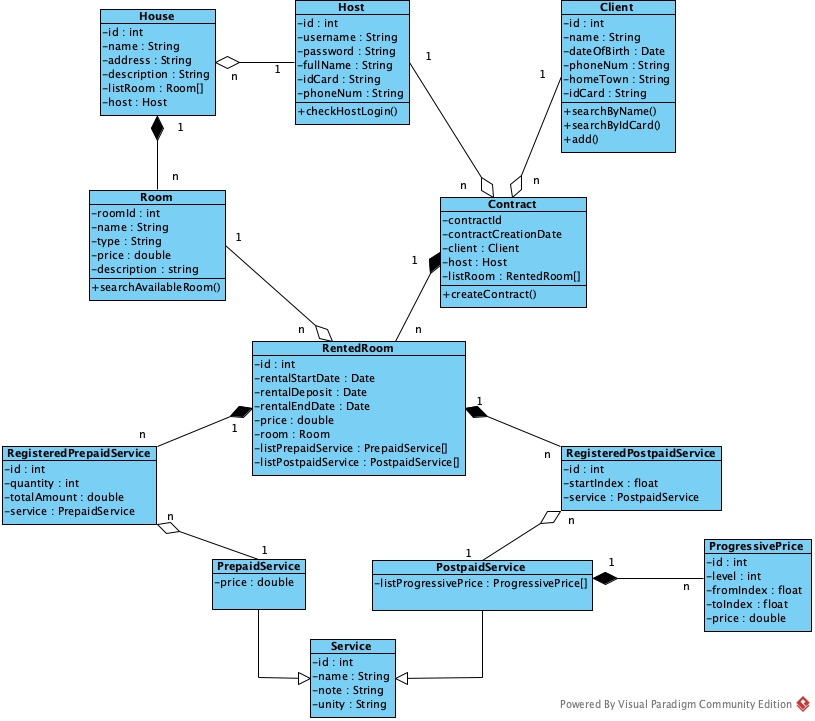 House
-id : int
-name : String
-address : String
-description : String
-listRoom : Room[]
-host : Host
Host
-id : int
-username : String
-password : String
-fullName : String
-idCard : String
-phoneNum : String
+checkHostLogin()
Client
-id : int
-name : String
-dateOfBirth : Date
-phoneNum : String
-homeTown : String
-idCard : String
+searchByName()
+searchByIdCard()
+add()
n
1
1
1
1
n
n
n
Room
-roomId : int
-name : String
-type : String
-price : double
-description : string
+searchAvailableRoom()
Contract
-contractId
-contractCreationDate
-client : Client
-host : Host
-listRoom : RentedRoom[]
+createContract()
1
1
n
n
RentedRoom
-id : int
-rentalStartDate : Date
-rentalDeposit : Date
-rentalEndDate : Date
-price : double
-room : Room
-listPrepaidService : PrepaidService[]
-listPostpaidService : PostpaidService[]
n
1
1
n
RegisteredPrepaidService
-id : int
-quantity : int
-totalAmount : double
-service : PrepaidService
RegisteredPostpaidService
-id : int
-startIndex : float
-service : PostpaidService
n
1
n
1
PrepaidService
-price : double
PostpaidService
-listProgressivePrice : ProgressivePrice[]
1
n
ProgressivePrice
-id : int
-level : int
-fromIndex : float
-toIndex : float
-price : double
Service
-id : int
-name : String
-note : String
-unity : String
Powered By Visual Paradigm Community Edition